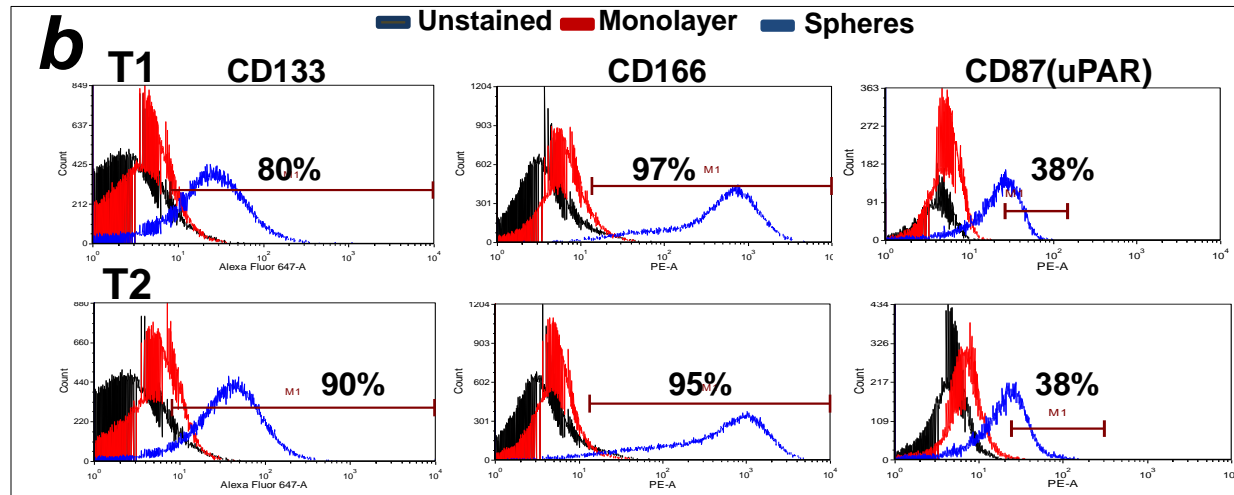 b
Unstained Monolayer Spheres
T1 CD133 CD166 CD87(uPAR)
849
637
425
212
0
Count
80%
M1
10^0 10^1 10^2 10^3 10^4
Alexa Fluor 647-A
1204
903
602
301
0
Count
97%
M1
10^0 10^1 10^2 10^3 10^4
PE-A
363
272
182
91
0
Count
38%
M1
10^0 10^1 10^2 10^3 10^4
PE-A
T2
880
660
440
220
0
Count
90%
M1
10^0 10^1 10^2 10^3 10^4
Alexa Fluor 647-A
1204
903
602
301
0
Count
95%
M1
10^0 10^1 10^2 10^3 10^4
PE-A
434
326
217
109
0
Count
38%
M1
10^0 10^1 10^2 10^3 10^4
PE-A